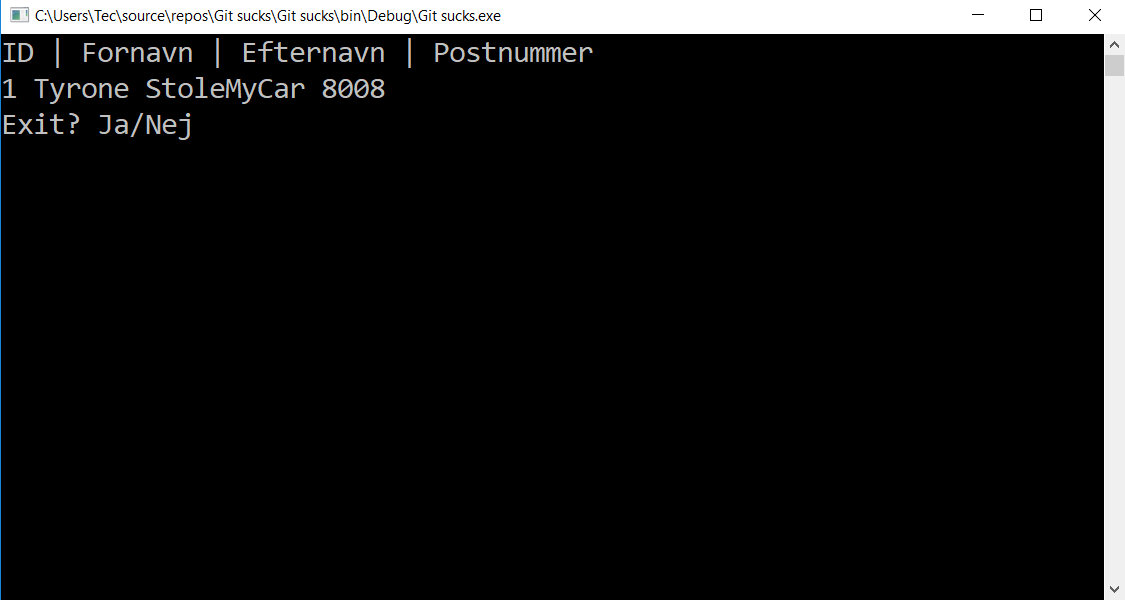 C:\Users\Tec\source\repos\Git sucks\Git sucks\bin\Debug\Git sucks.exe
ID | Fornavn | Efternavn | Postnummer
1 Tyrone StoleMyCar 8008
Exit? Ja/Nej